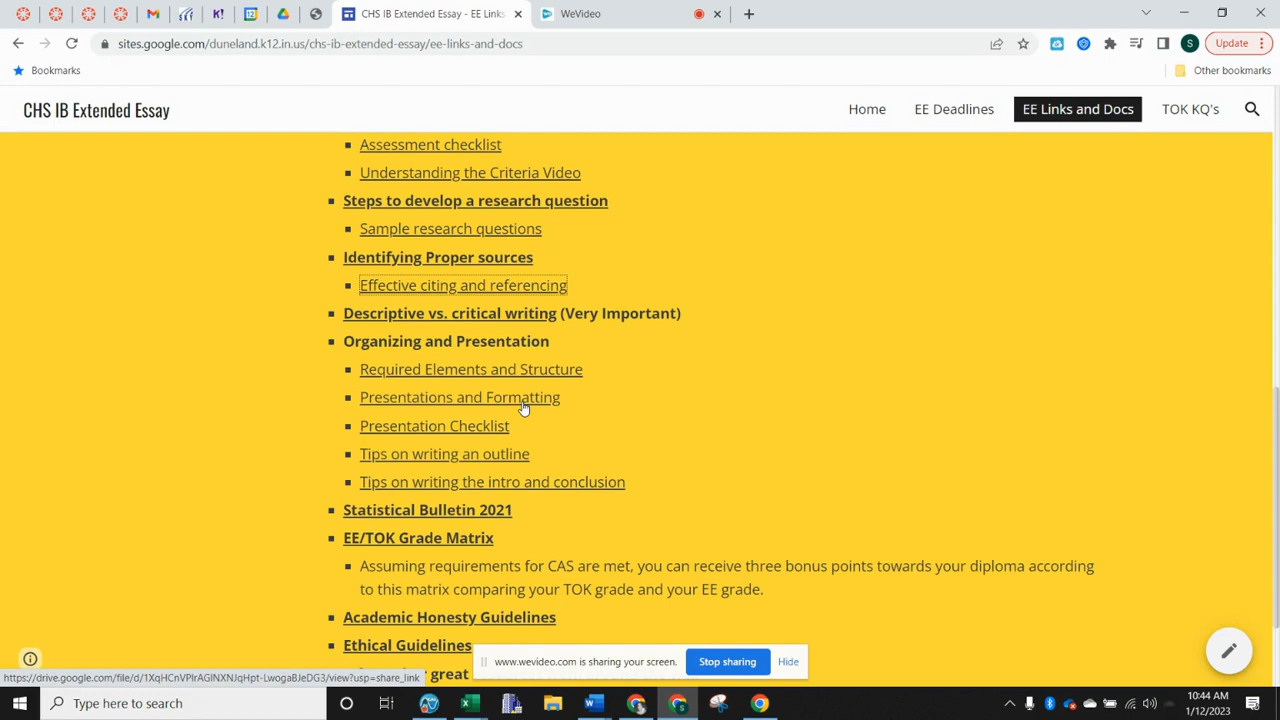 CHS IB Extended Essay - EE Links
WeVideo
sites.google.com/duneland.k12.in.us/chs-ib-extended-essay/ee-links-and-docs
S
Update
Bookmarks
Other bookmarks
CHS IB Extended Essay
Home
EE Deadlines
EE Links and Docs
TOK KQ's
Assessment checklist
Understanding the Criteria Video
Steps to develop a research question
Sample research questions
Identifying Proper sources
Effective citing and referencing
Descriptive vs. critical writing (Very Important)
Organizing and Presentation
Required Elements and Structure
Presentations and Formatting
Presentation Checklist
Tips on writing an outline
Tips on writing the intro and conclusion
Statistical Bulletin 2021
EE/TOK Grade Matrix
Assuming requirements for CAS are met, you can receive three bonus points towards your diploma according
to this matrix comparing your TOK grade and your EE grade.
Academic Honesty Guidelines
Ethical Guidelines
www.wevideo.com is sharing your screen.
Stop sharing
Hide
great
https://drive.google.com/file/d/1XqHCnVPlrAGlNXNJqHpt-LwogaBJeDG3/view?usp=share_link
Type here to search
10:44 AM
1/12/2023